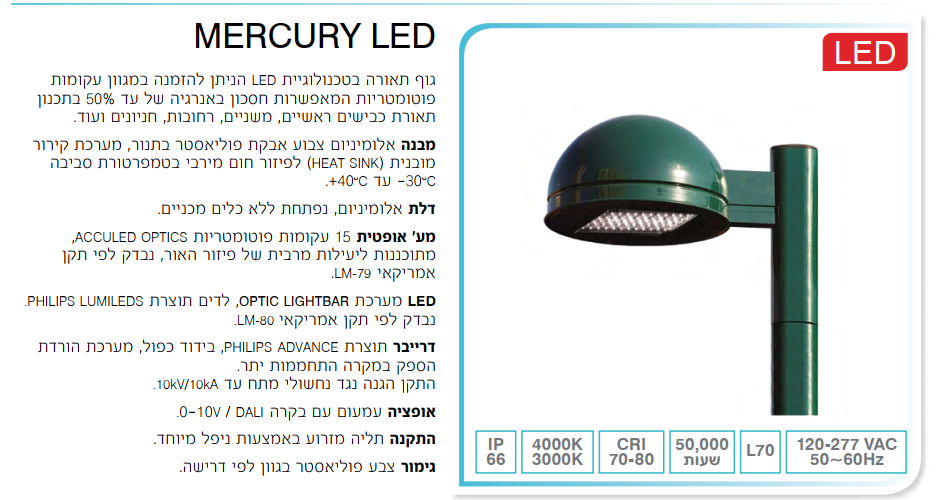 MERCURY LED
גוף תאורה בטכנולוגיית LED הניתן להזמנה במגוון עקומות
פוטומטריות המאפשרות חסכון באנרגיה של עד 50% בתכנון
תאורת כבישים ראשיים, משניים, רחובות, חניונים ועוד.
מבנה אלומיניום צבוע אבקת פוליאסטר בתנור, מערכת קירור
מובנית (HEAT SINK) לפיזור חום מירבי בטמפרטורת סביבה
-30°C עד +40°C.
דלת אלומיניום, נפתחת ללא כלים מכניים.
מע' אופטית 15 עקומות פוטומטריות ACCULED OPTICS,
מתוכננות ליעילות מרבית של פיזור האור, נבדק לפי תקן
אמריקאי LM-79.
LED מערכת OPTIC LIGHTBAR, לדים תוצרת PHILIPS LUMILEDS.
נבדק לפי תקן אמריקאי LM-80.
דרייבר תוצרת PHILIPS ADVANCE, בידוד כפול, מערכת הורדת
הספק במקרה התחממות יתר.
התקן הגנה נגד נחשולי מתח עד 10kV/10kA.
אופציה עמעום עם בקרה 0-10V / DALI.
התקנה תליה מזרוע באמצעות ניפל מיוחד.
גימור צבע פוליאסטר בגוון לפי דרישה.
LED
IP
66
4000K
3000K
CRI
70-80
50,000
שעות
L70
120-277 VAC
50~60Hz